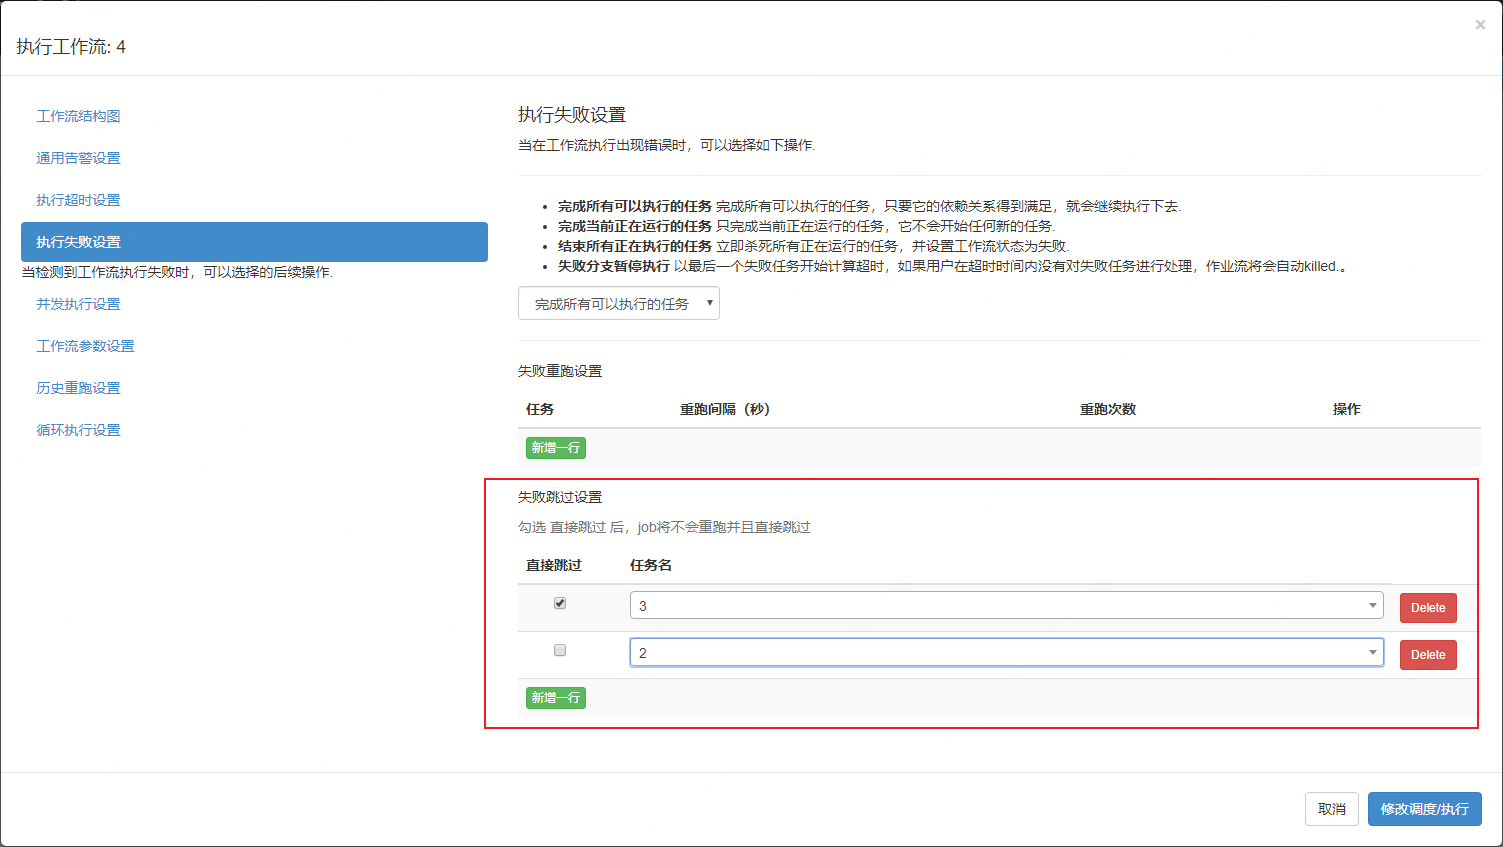 ×
执行工作流: 4
工作流结构图
通用告警设置
执行超时设置
执行失败设置
当检测到工作流执行失败时，可以选择的后续操作.
并发执行设置
工作流参数设置
历史重跑设置
循环执行设置
执行失败设置
当在工作流执行出现错误时，可以选择如下操作.
• 完成所有可以执行的任务 完成所有可以执行的任务，只要它的依赖关系得到满足，就会继续执行下去.
• 完成当前正在运行的任务 只完成当前正在运行的任务，它不会开始任何新的任务.
• 结束所有正在执行的任务 立即杀死所有正在运行的任务，并设置工作流状态为失败.
• 失败分支暂停执行 以最后一个失败任务开始计算超时，如果用户在超时时间内没有对失败任务进行处理，作业流将会自动killed.。
完成所有可以执行的任务
失败重跑设置
任务 重跑间隔（秒） 重跑次数 操作
新增一行
失败跳过设置
勾选 直接跳过 后，job将不会重跑并且直接跳过
直接跳过 任务名
3 Delete
2 Delete
新增一行
取消 修改调度/执行